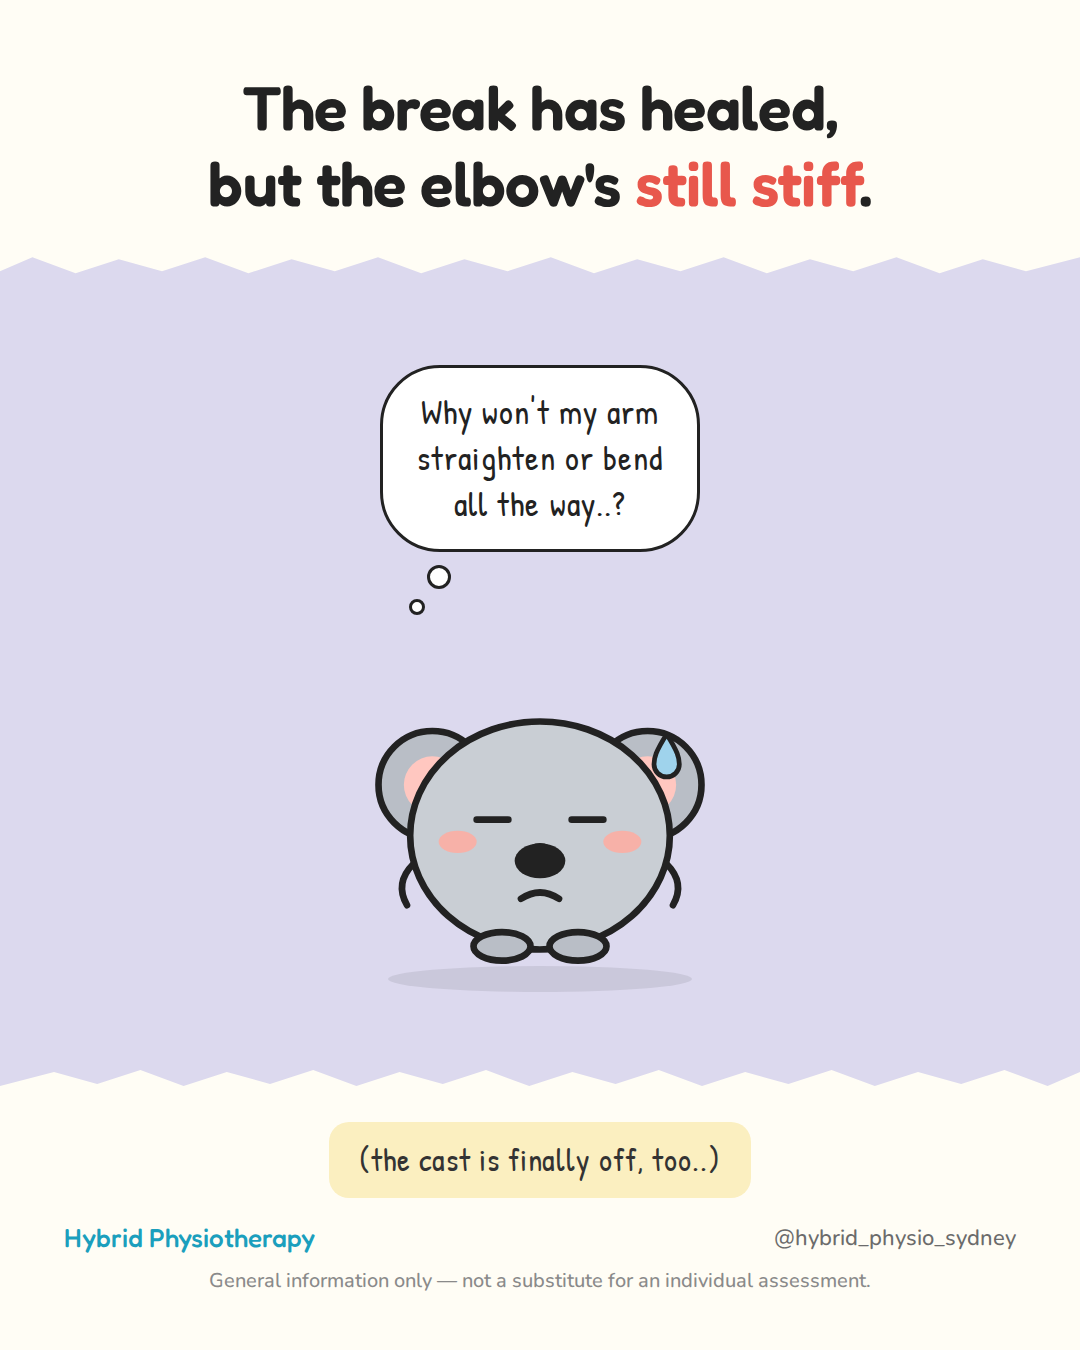 The break has healed,
but the elbow's still stiff.
Why won't my arm
straighten or bend
all the way..?
(the cast is finally off, too..)
Hybrid Physiotherapy
@hybrid_physio_sydney
General information only — not a substitute for an individual assessment.